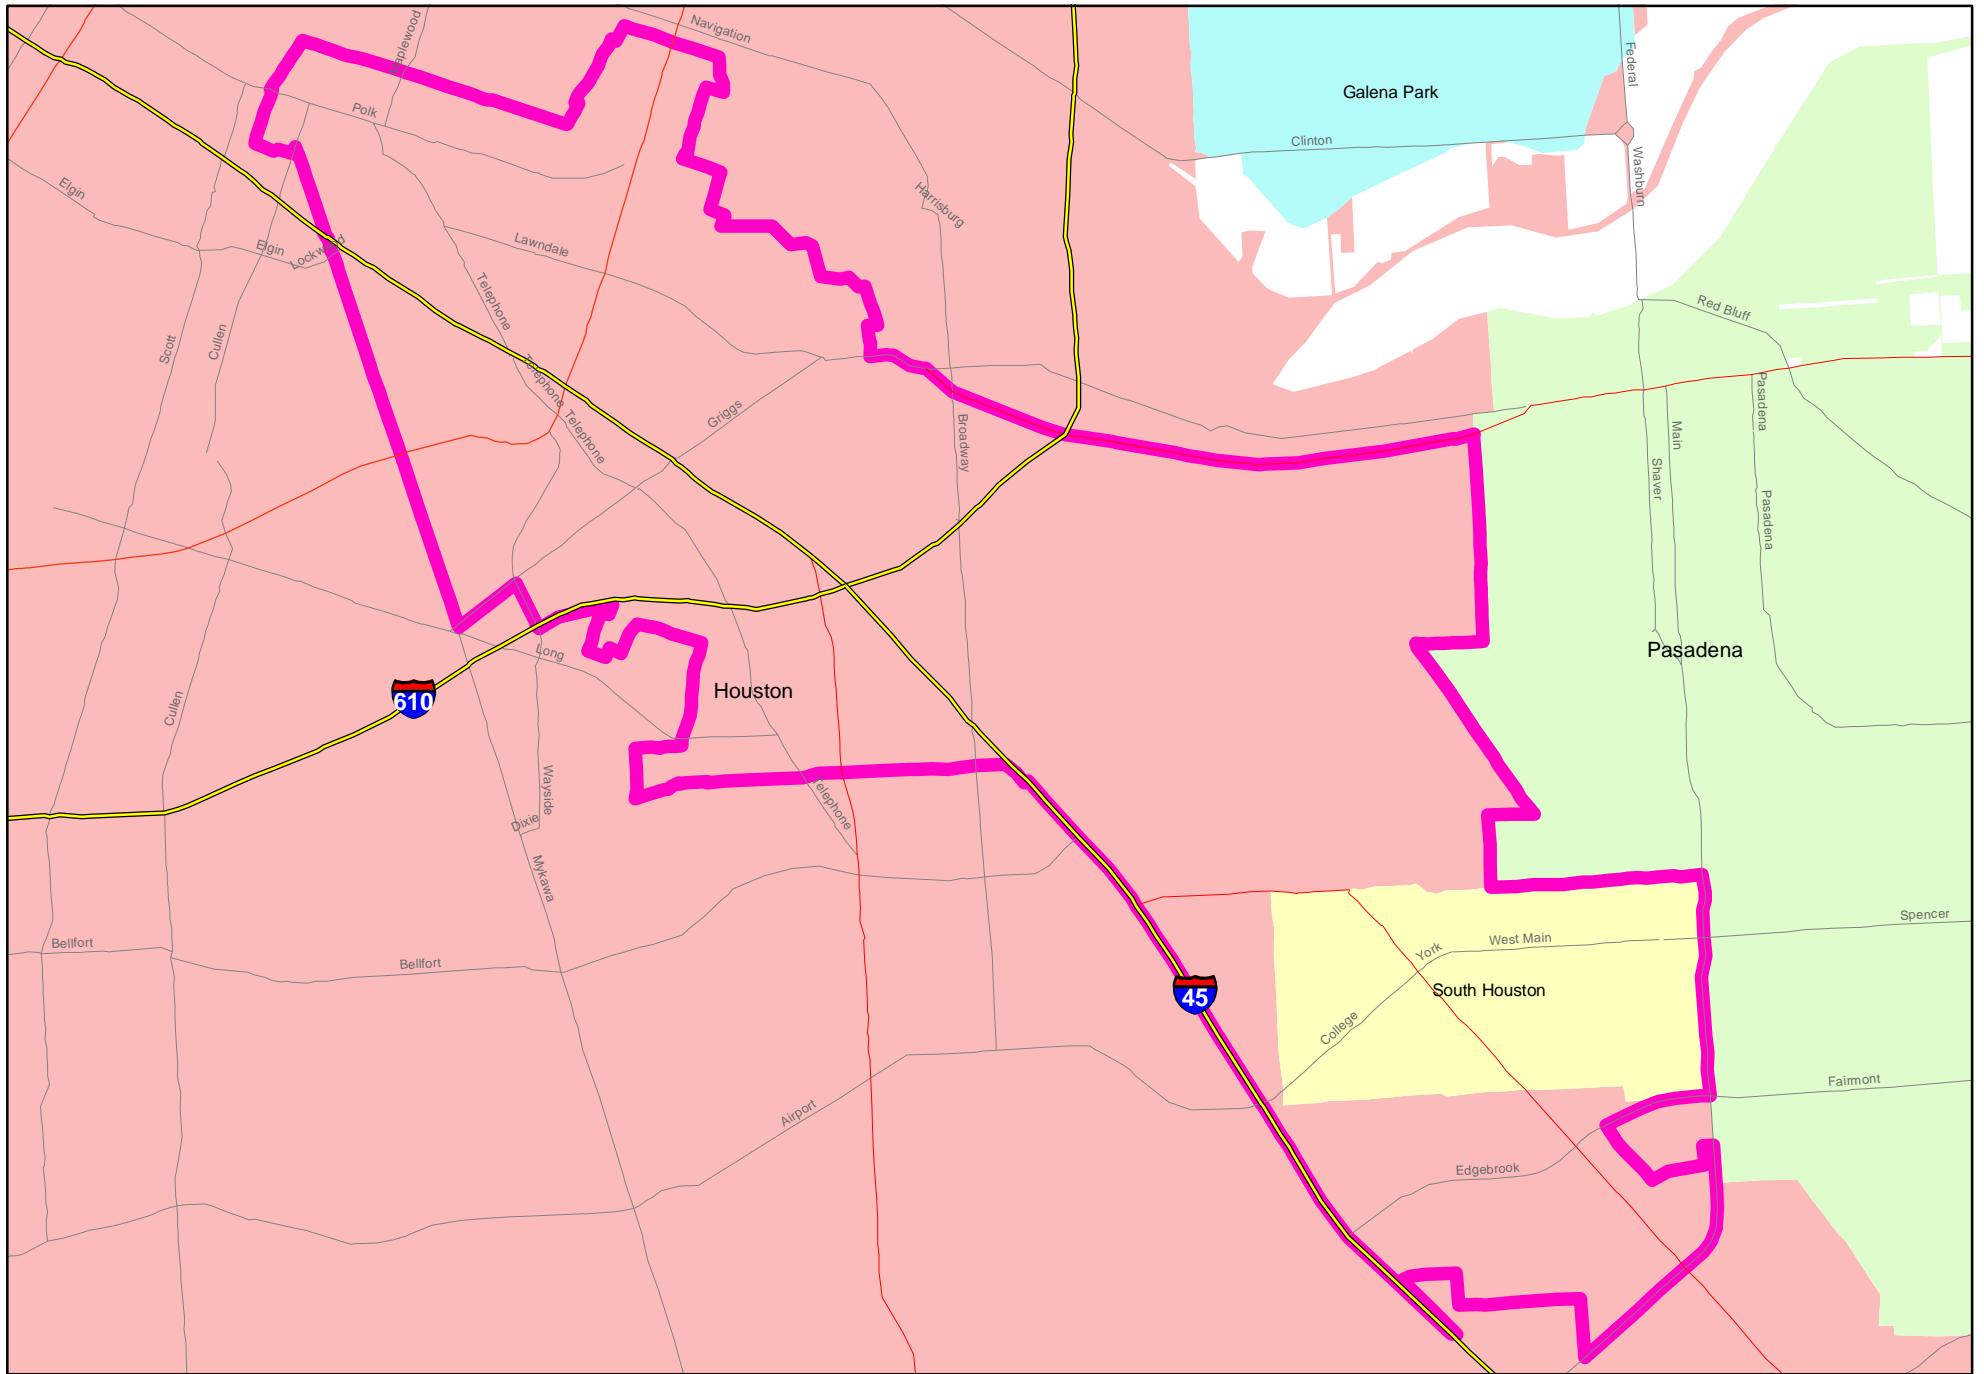 Navigation
Maplewood
Federal
Galena Park
Polk
Clinton
Washburn
Elgin
Harrisburg
Elgin
Lockwood
Lawndale
Telephone
Red Bluff
Scott
Cullen
Telephone
Telephone
Griggs
Broadway
Pasadena
Main
Shaver
Pasadena
Long
Pasadena
Houston
610
Cullen
Wayside
Telephone
Dixie
Mykawa
Spencer
Bellfort
Bellfort
York
West Main
South Houston
45
College
Fairmont
Airport
Edgebrook